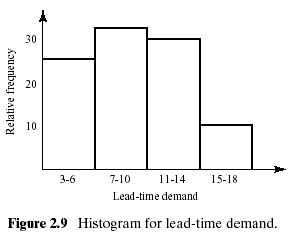 30
20
10
Relative frequency
3-6 7-10 11-14 15-18
Lead-time demand
Figure 2.9 Histogram for lead-time demand.